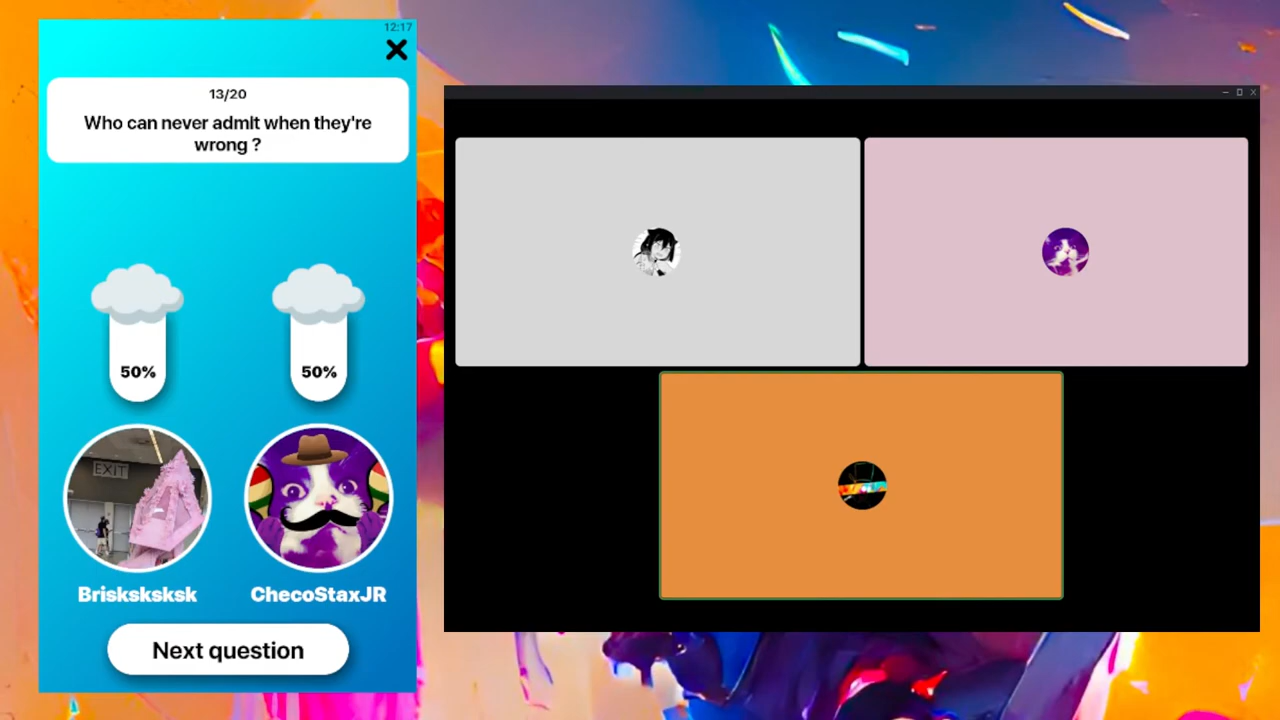 12:17
13/20
Who can never admit when they're
wrong ?
50%
50%
EXIT
Brisksksksk
ChecoStaxJR
Next question